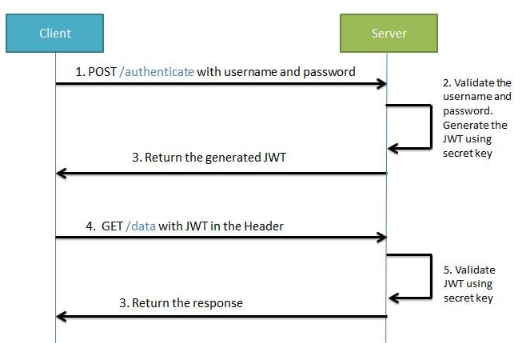 Client
Server
1. POST /authenticate with username and password
2. Validate the
username and
password.
Generate the
JWT using
secret key
3. Return the generated JWT
4. GET /data with JWT in the Header
5. Validate
JWT using
secret key
3. Return the response